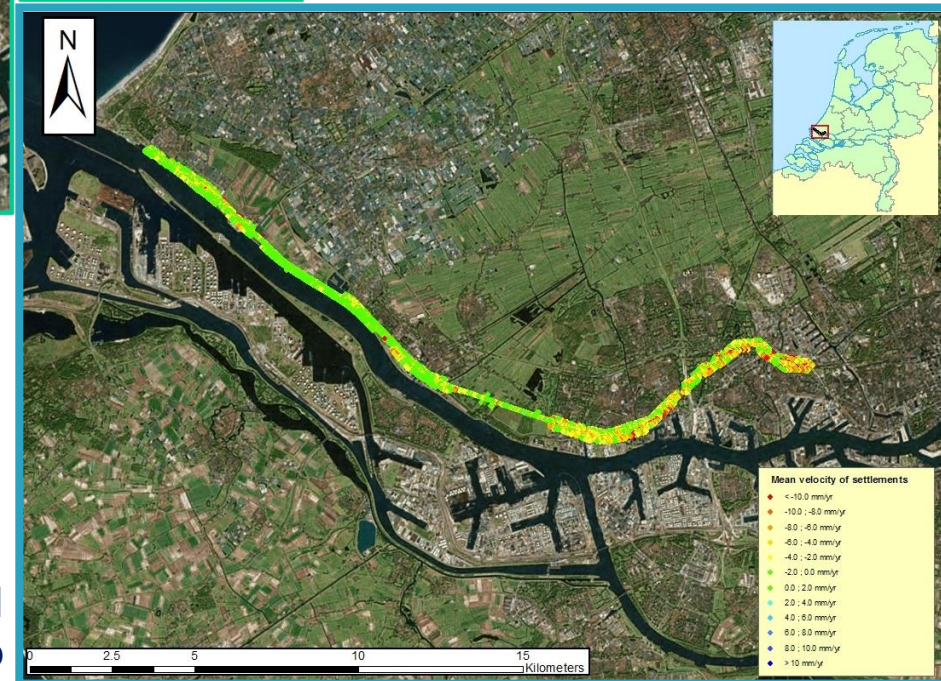 N
Mean velocity of settlements
< -10.0 mm/yr
-10.0 ; -8.0 mm/yr
-8.0 ; -6.0 mm/yr
-6.0 ; -4.0 mm/yr
-4.0 ; -2.0 mm/yr
-2.0 ; 0.0 mm/yr
0.0 ; 2.0 mm/yr
2.0 ; 4.0 mm/yr
4.0 ; 6.0 mm/yr
6.0 ; 8.0 mm/yr
8.0 ; 10.0 mm/yr
> 10 mm/yr
0 2.5 5 10 15
Kilometers